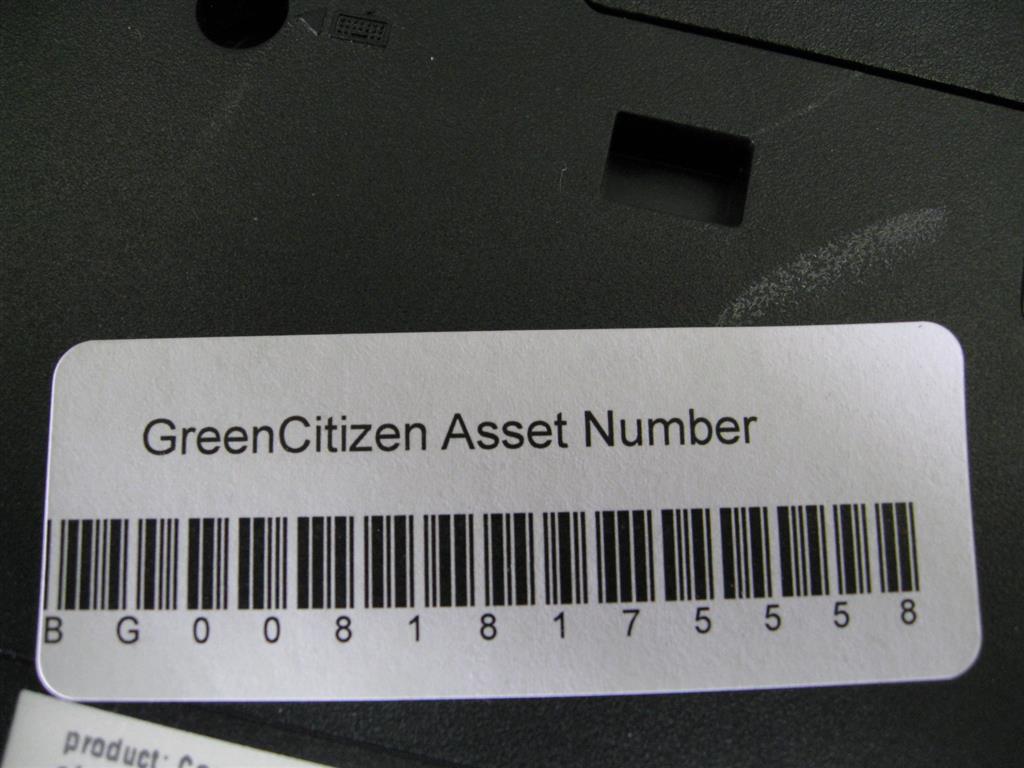 GreenCitizen Asset Number
B G 0 0 8 1 8 1 7 5 5 5 8
product: